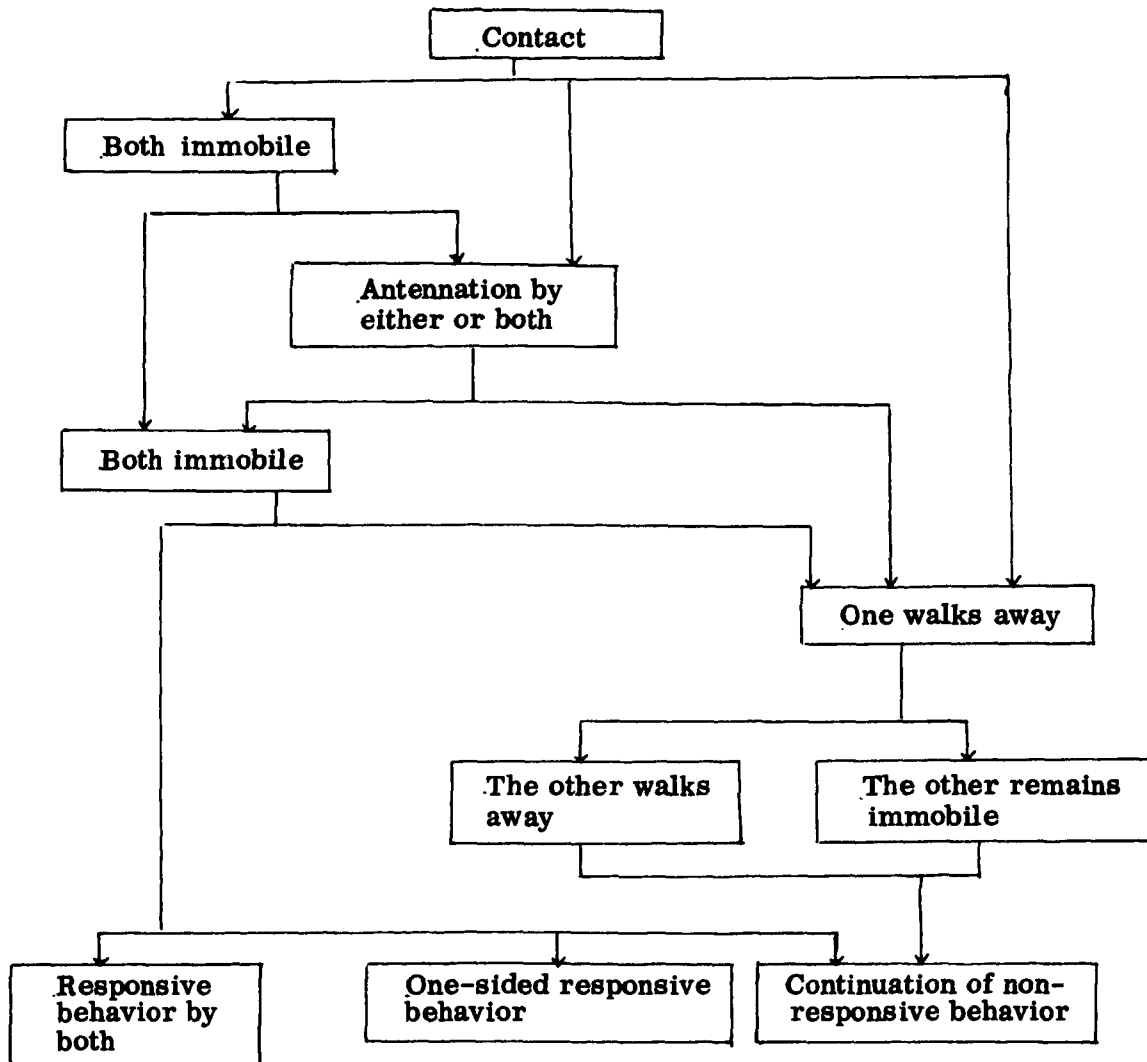 Contact
Both immobile
Antennation by
either or both
Both immobile
One walks away
The other walks
away
The other remains
immobile
Responsive
behavior by
both
One-sided responsive
behavior
Continuation of non-
responsive behavior